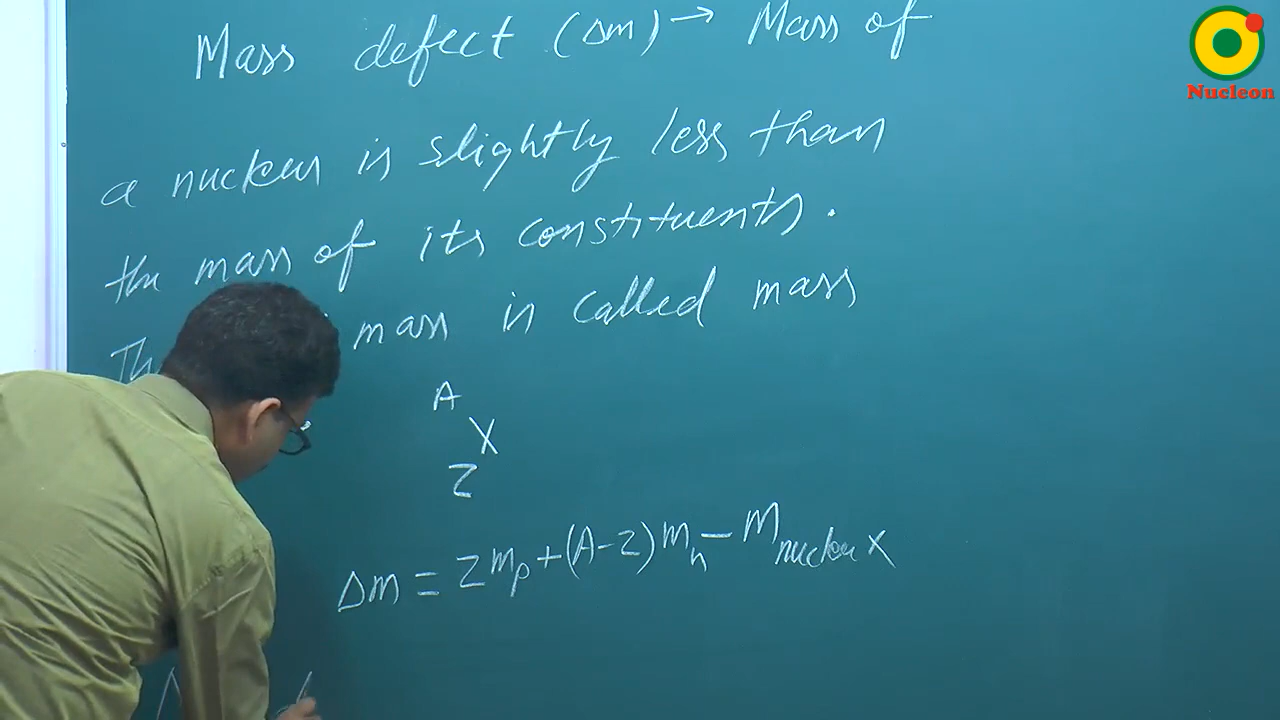 Mass defect (Δm) → Mass of
a nucleus is slightly less than
the mass of its constituents.
mass is called mass
A
X
Z
Δm = Zmp + (A-Z)mn - Mnucleus X
Nucleon